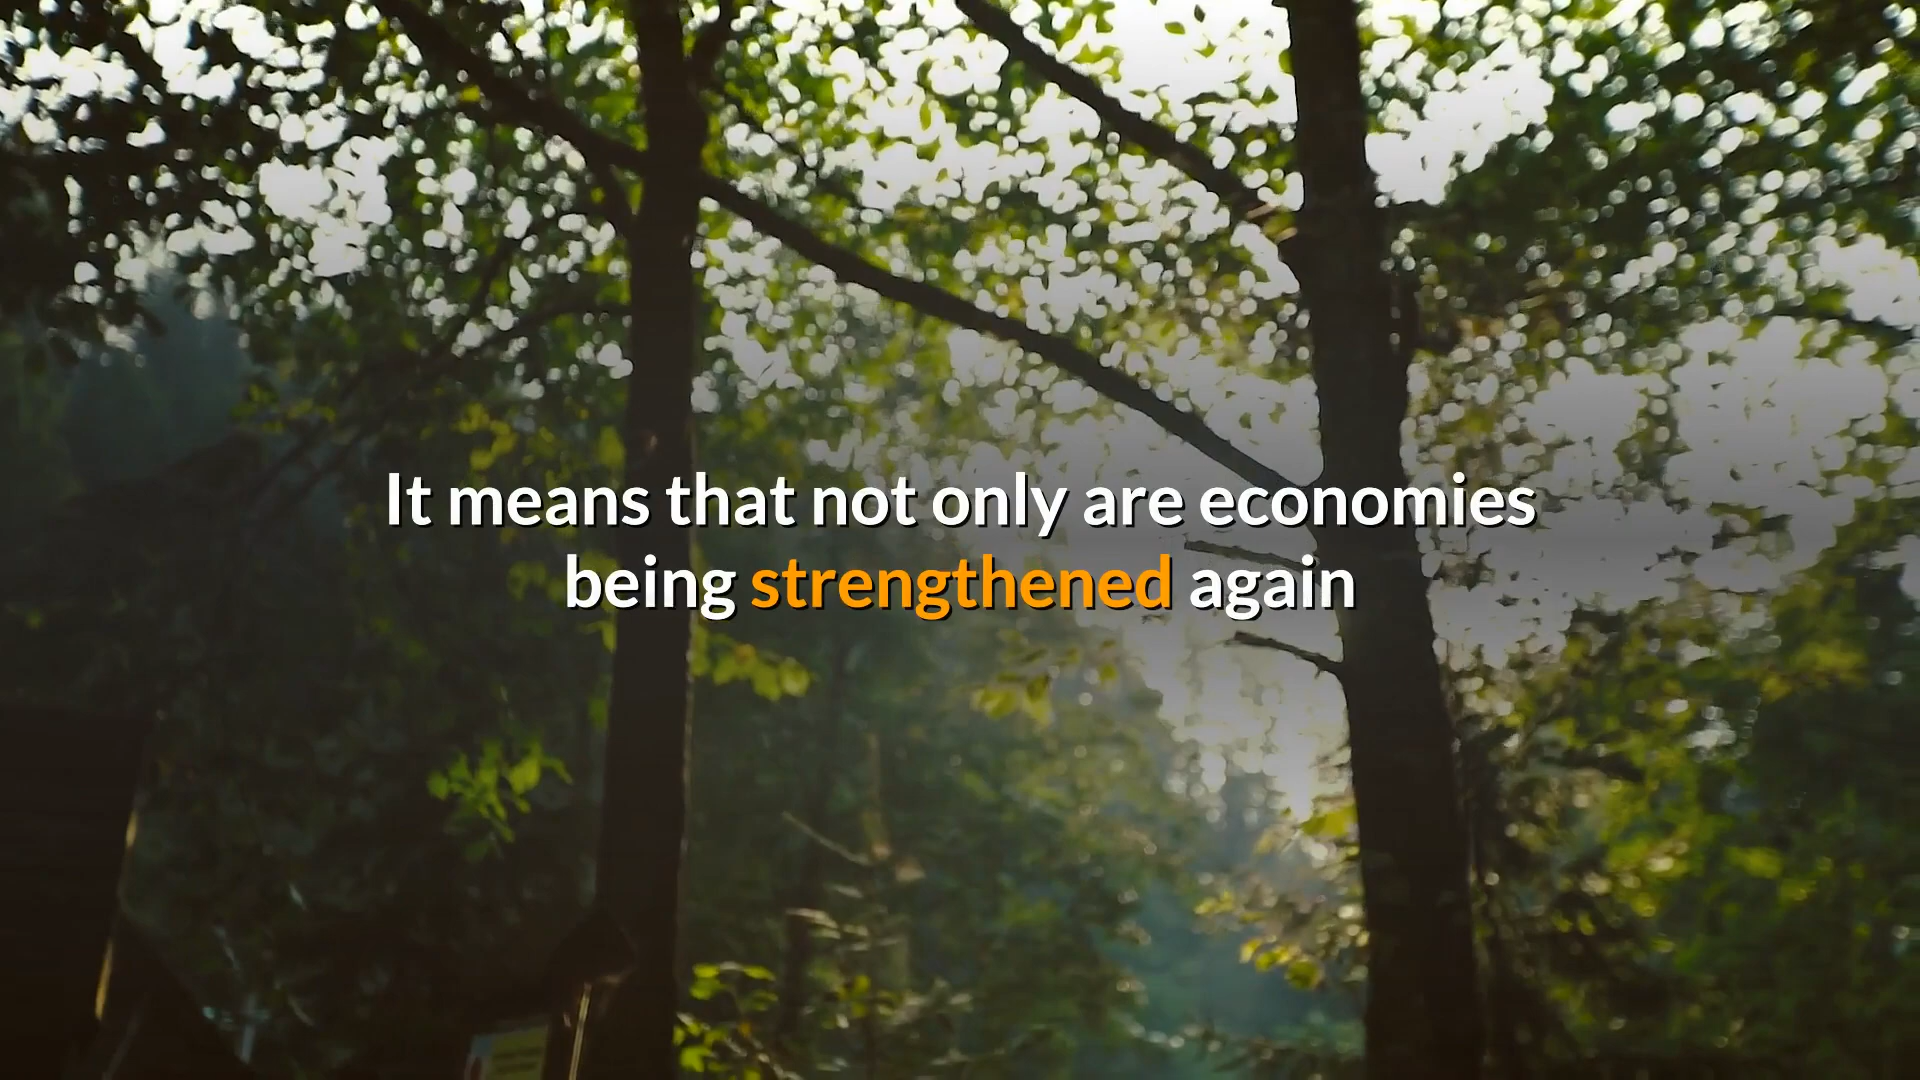 It means that not only are economies
being strengthened again